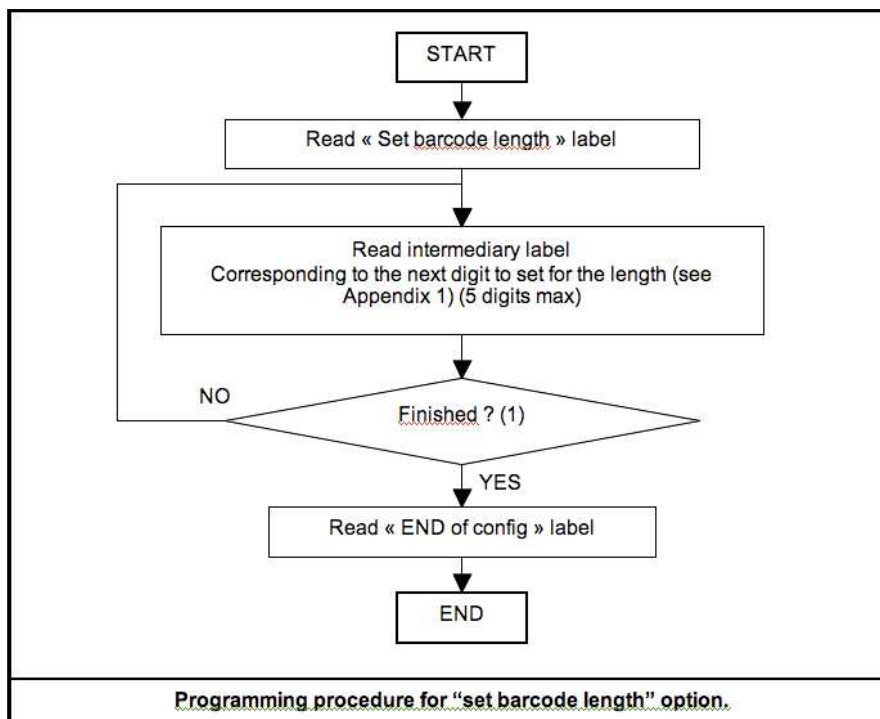 START
Read « Set barcode length » label
Read intermediary label
Corresponding to the next digit to set for the length (see
Appendix 1) (5 digits max)
NO
Finished ? (1)
YES
Read « END of config » label
END
Programming procedure for “set barcode length” option.